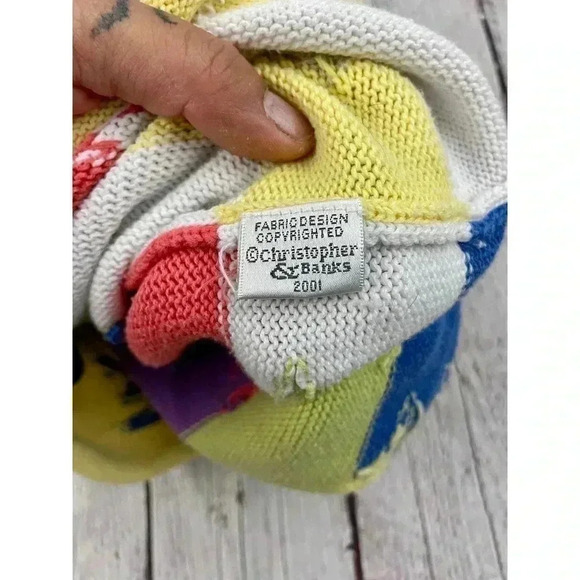 FABRIC DESIGN
COPYRIGHTED
©Christopher
& Banks
2001